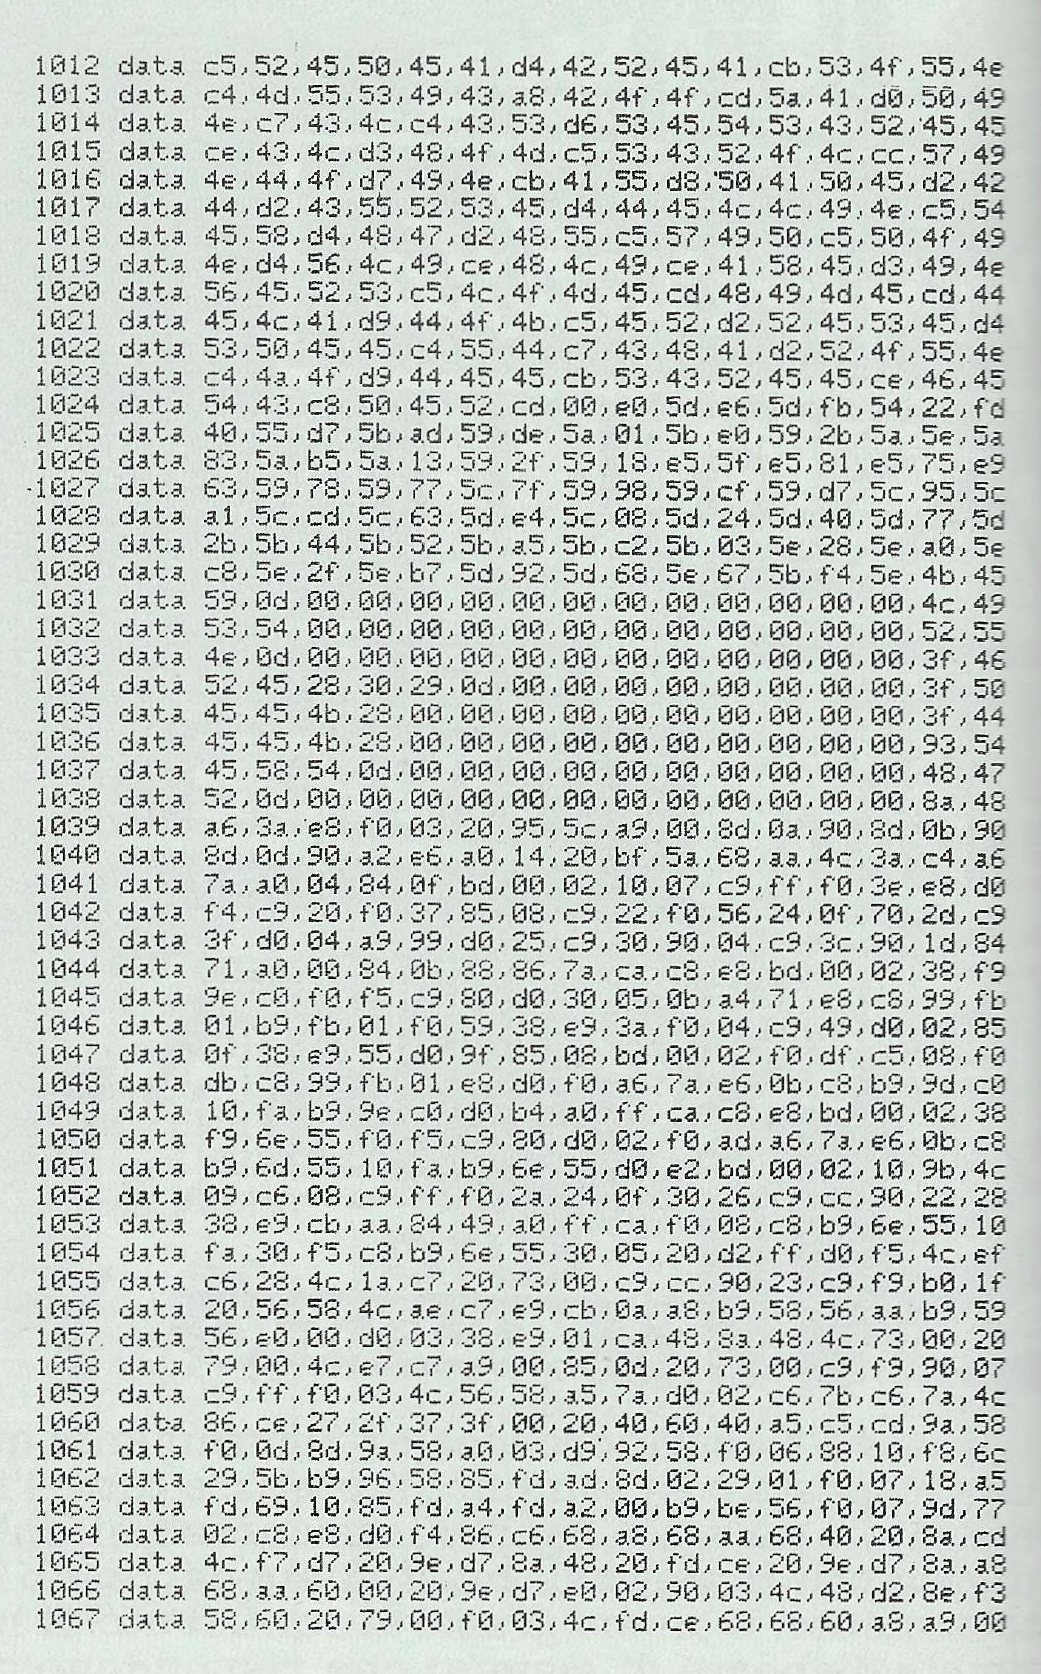 1012 data c5,52,45,50,45,41,d4,42,52,45,41,cb,53,4f,55,4e
1013 data c4,4d,55,53,49,43,a8,42,4f,4f,cd,5a,41,d0,50,49
1014 data 4e,c7,43,4c,c4,43,53,d6,53,45,54,53,43,52,45,45
1015 data ce,43,4c,d3,48,4f,4d,c5,53,43,52,4f,4c,cc,57,49
1016 data 4e,44,4f,d7,49,4e,cb,41,55,d8,50,41,50,45,d2,42
1017 data 44,d2,43,55,52,53,45,d4,44,45,4c,4c,49,4e,c5,54
1018 data 45,58,d4,48,47,d2,48,55,c5,57,49,50,c5,50,4f,49
1019 data 4e,d4,56,4c,49,ce,48,4c,49,ce,41,58,45,d3,49,4e
1020 data 56,45,52,53,c5,4c,4f,4d,45,cd,48,49,4d,45,cd,44
1021 data 45,4c,41,d9,44,4f,4b,c5,45,52,d2,52,45,53,45,d4
1022 data 53,50,45,45,c4,55,44,c7,43,48,41,d2,52,4f,55,4e
1023 data c4,4a,4f,d9,44,45,45,cb,53,43,52,45,45,ce,46,45
1024 data 54,43,c8,50,45,52,cd,00,e0,5d,e6,5d,fb,54,22,fd
1025 data 40,55,d7,5b,ad,59,de,5a,01,5b,e0,59,2b,5a,5e,5a
1026 data 83,5a,b5,5a,13,59,2f,59,18,e5,5f,e5,81,e5,75,e9
1027 data 63,59,78,59,77,5c,7f,59,98,59,cf,59,d7,5c,95,5c
1028 data a1,5c,cd,5c,63,5d,e4,5c,08,5d,24,5d,40,5d,77,5d
1029 data 2b,5b,44,5b,52,5b,a5,5b,c2,5b,03,5e,28,5e,a0,5e
1030 data c8,5e,2f,5e,b7,5d,92,5d,68,5e,67,5b,f4,5e,4b,45
1031 data 59,0d,00,00,00,00,00,00,00,00,00,00,00,00,4c,49
1032 data 53,54,00,00,00,00,00,00,00,00,00,00,00,00,52,55
1033 data 4e,0d,00,00,00,00,00,00,00,00,00,00,00,00,3f,46
1034 data 52,45,28,30,29,0d,00,00,00,00,00,00,00,00,3f,50
1035 data 45,45,4b,28,00,00,00,00,00,00,00,00,00,00,3f,44
1036 data 45,45,4b,28,00,00,00,00,00,00,00,00,00,00,93,54
1037 data 45,58,54,0d,00,00,00,00,00,00,00,00,00,00,48,47
1038 data 52,0d,00,00,00,00,00,00,00,00,00,00,00,00,8a,48
1039 data a6,3a,e8,f0,03,20,95,5c,a9,00,8d,0a,90,8d,0b,90
1040 data 8d,0d,90,a2,e6,a0,14,20,bf,5a,68,aa,4c,3a,c4,a6
1041 data 7a,a0,04,84,0f,bd,00,02,10,07,c9,ff,f0,3e,e8,d0
1042 data f4,c9,20,f0,37,85,08,c9,22,f0,56,24,0f,70,2d,c9
1043 data 3f,d0,04,a9,99,d0,25,c9,30,90,04,c9,3c,90,1d,84
1044 data 71,a0,00,84,0b,88,86,7a,ca,c8,e8,bd,00,02,38,f9
1045 data 9e,c0,f0,f5,c9,80,d0,30,05,0b,a4,71,e8,c8,99,fb
1046 data 01,b9,fb,01,f0,59,38,e9,3a,f0,04,c9,49,d0,02,85
1047 data 0f,38,e9,55,d0,9f,85,08,bd,00,02,f0,df,c5,08,f0
1048 data db,c8,99,fb,01,e8,d0,f0,a6,7a,e6,0b,c8,b9,9d,c0
1049 data 10,fa,b9,9e,c0,d0,b4,a0,ff,ca,c8,e8,bd,00,02,38
1050 data f9,6e,55,f0,f5,c9,80,d0,02,f0,ad,a6,7a,e6,0b,c8
1051 data b9,6d,55,10,fa,b9,6e,55,d0,e2,bd,00,02,10,9b,4c
1052 data 09,c6,08,c9,ff,f0,2a,24,0f,30,26,c9,cc,90,22,28
1053 data 38,e9,cb,aa,84,49,a0,ff,ca,f0,08,c8,b9,6e,55,10
1054 data fa,30,f5,c8,b9,6e,55,30,05,20,d2,ff,d0,f5,4c,ef
1055 data c6,28,4c,1a,c7,20,73,00,c9,cc,90,23,c9,f9,b0,1f
1056 data 20,56,58,4c,ae,c7,e9,cb,0a,a8,b9,58,56,aa,b9,59
1057 data 56,e0,00,d0,03,38,e9,01,ca,48,8a,48,4c,73,00,20
1058 data 79,00,4c,e7,c7,a9,00,85,0d,20,73,00,c9,f9,90,07
1059 data c9,ff,f0,03,4c,56,58,a5,7a,d0,02,c6,7b,c6,7a,4c
1060 data 86,ce,27,2f,37,3f,00,20,40,60,40,a5,c5,cd,9a,58
1061 data f0,0d,8d,9a,58,a0,03,d9,92,58,f0,06,88,10,f8,6c
1062 data 29,5b,b9,96,58,85,fd,ad,8d,02,29,01,f0,07,18,a5
1063 data fd,69,10,85,fd,a4,fd,a2,00,b9,be,56,f0,07,9d,77
1064 data 02,c8,e8,d0,f4,86,c6,68,a8,68,aa,68,40,20,8a,cd
1065 data 4c,f7,d7,20,9e,d7,8a,48,20,fd,ce,20,9e,d7,8a,a8
1066 data 68,aa,60,00,20,9e,d7,e0,02,90,03,4c,48,d2,8e,f3
1067 data 58,60,20,79,00,f0,03,4c,fd,ce,68,68,60,a8,a9,00